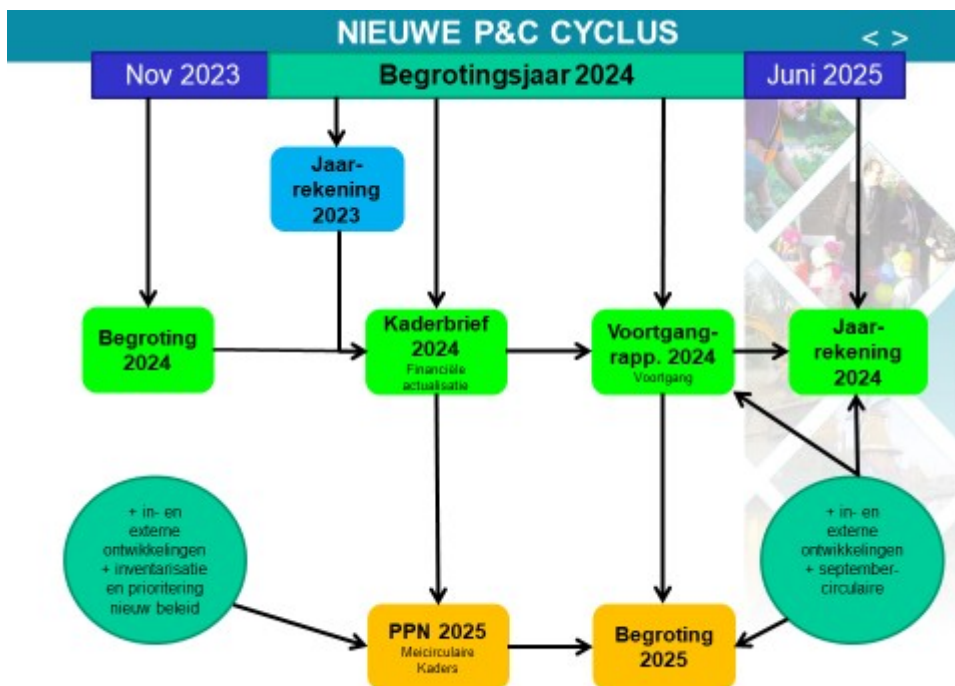 NIEUWE P&C CYCLUS
< >
Nov 2023
Begrotingsjaar 2024
Juni 2025
Jaar-
rekening
2023
Begroting
2024
Kaderbrief
2024
Financiële
actualisatie
Voortgang-
rapp. 2024
Voortgang
Jaar-
rekening
2024
+ in- en
externe
ontwikkelingen
+ inventarisatie
en prioritering
nieuw beleid
+ in- en
externe
ontwikkelingen
+ september-
circulaire
PPN 2025
Meicirculaire
Kaders
Begroting
2025